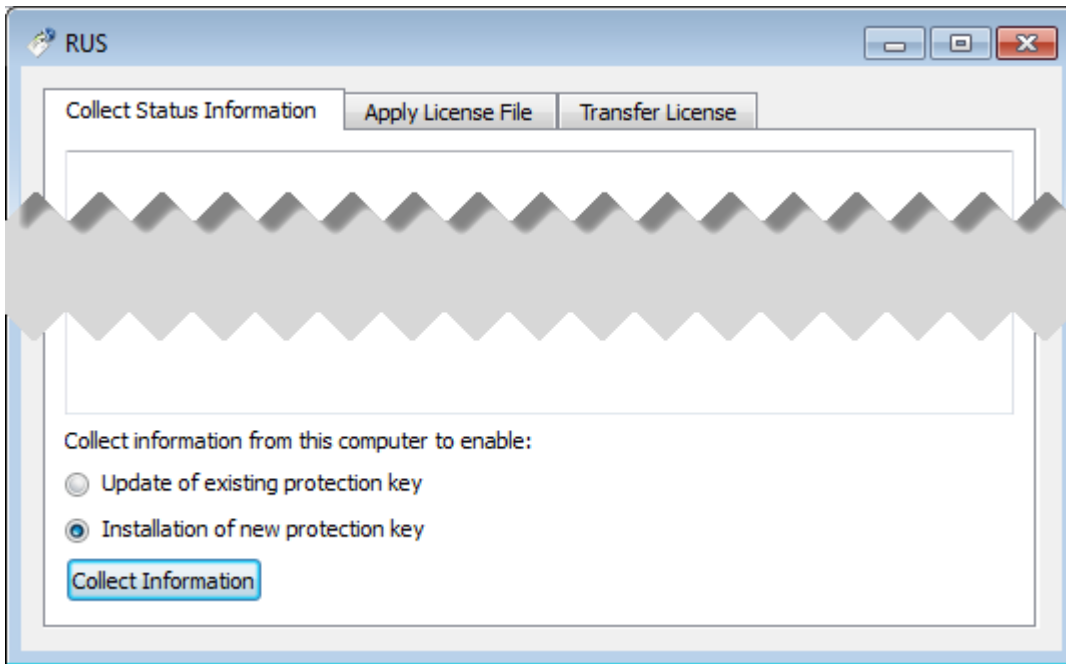 RUS
Collect Status Information Apply License File Transfer License
Collect information from this computer to enable:
Update of existing protection key
Installation of new protection key
Collect Information